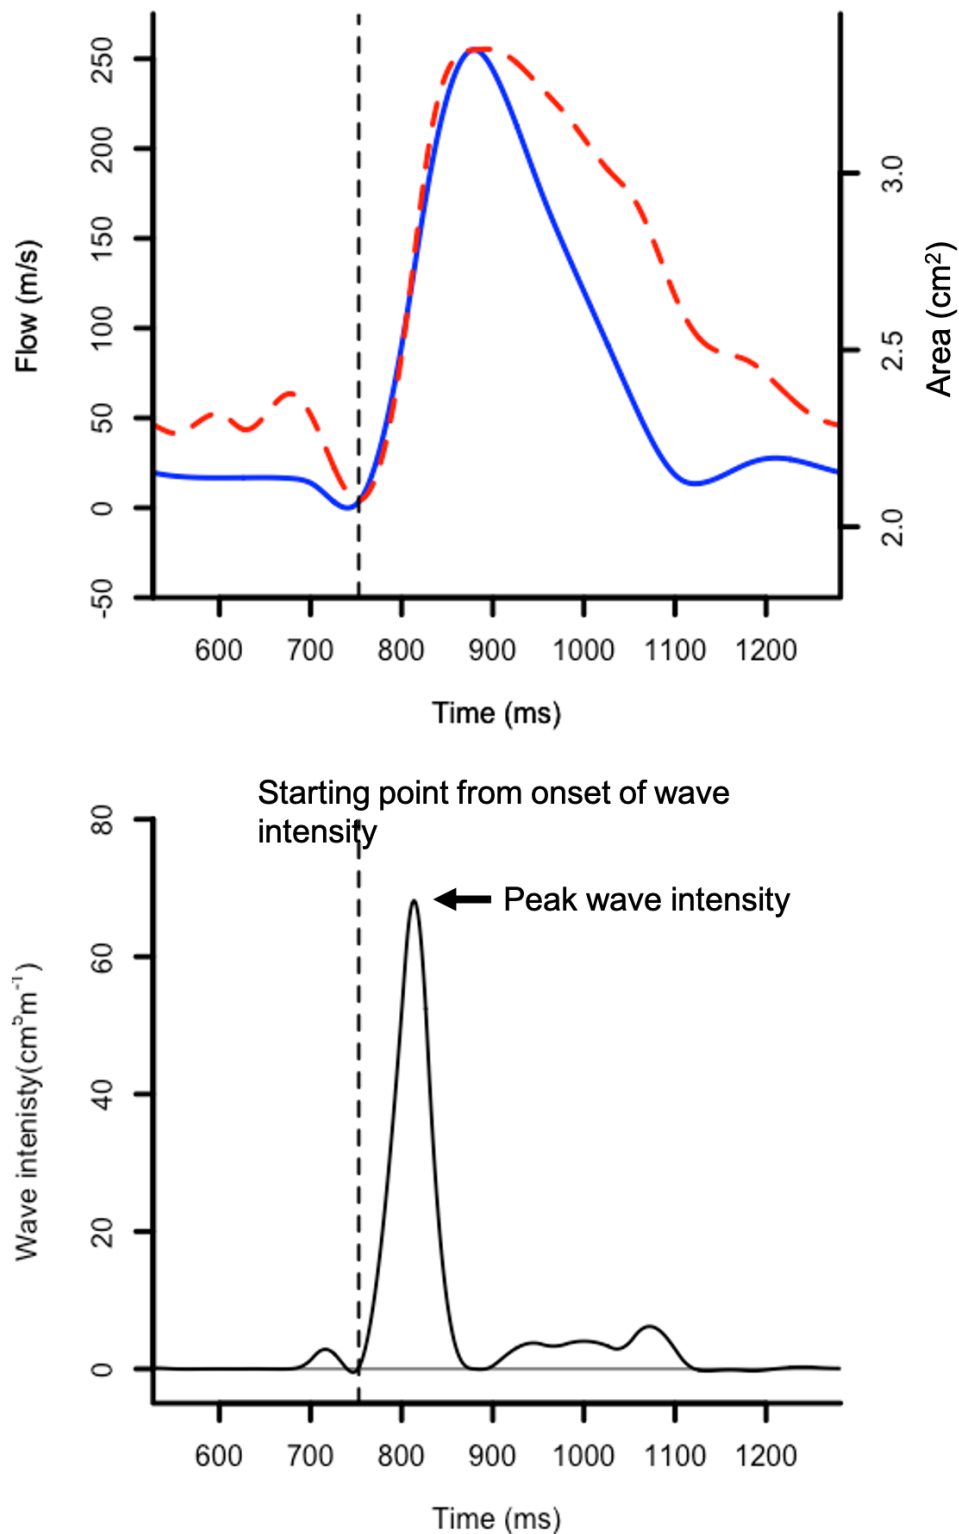 250
200
150
100
50
0
-50
Flow (m/s)
3.0
2.5
2.0
Area (cm²)
600 700 800 900 1000 1100 1200
Time (ms)
Starting point from onset of wave
intensity
Peak wave intensity
80
60
40
20
0
Wave intenisty(cm⁵m⁻¹)
600 700 800 900 1000 1100 1200
Time (ms)